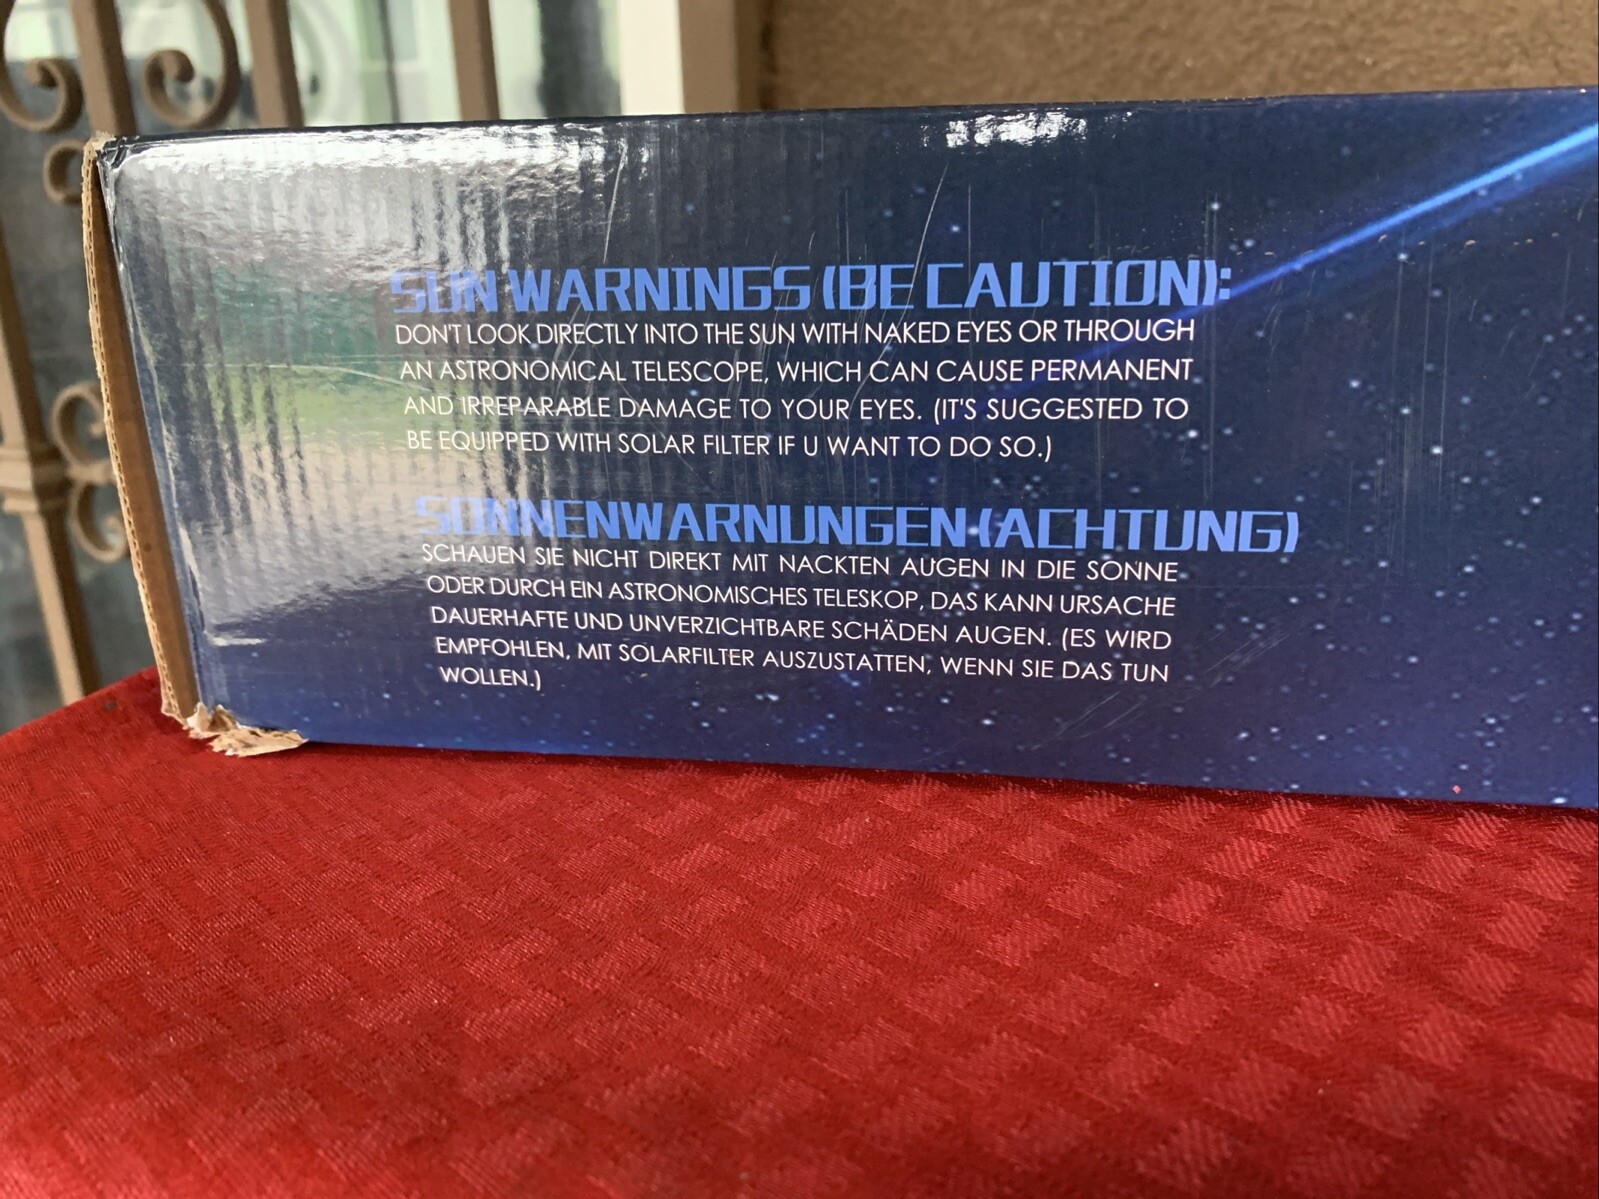 SUN WARNINGS (BE CAUTION):
DON'T LOOK DIRECTLY INTO THE SUN WITH NAKED EYES OR THROUGH
AN ASTRONOMICAL TELESCOPE, WHICH CAN CAUSE PERMANENT
AND IRREPARABLE DAMAGE TO YOUR EYES. (IT'S SUGGESTED TO
BE EQUIPPED WITH SOLAR FILTER IF U WANT TO DO SO.)
SONNENWARNUNGEN (ACHTUNG)
SCHAUEN SIE NICHT DIREKT MIT NACKTEN AUGEN IN DIE SONNE
ODER DURCH EIN ASTRONOMISCHES TELESKOP, DAS KANN URSACHE
DAUERHAFTE UND UNVERZICHTBARE SCHÄDEN AUGEN. (ES WIRD
EMPFOHLEN, MIT SOLARFILTER AUSZUSTATTEN, WENN SIE DAS TUN
WOLLEN.)